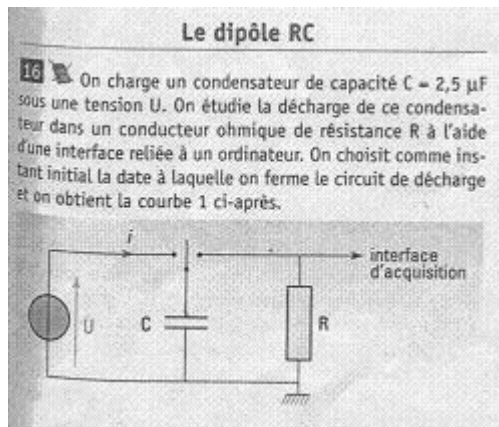 Le dipôle RC
16 On charge un condensateur de capacité C = 2,5 µF
sous une tension U. On étudie la décharge de ce condensa-
teur dans un conducteur ohmique de résistance R à l'aide
d'une interface reliée à un ordinateur. On choisit comme ins-
tant initial la date à laquelle on ferme le circuit de décharge
et on obtient la courbe 1 ci-après.
i
interface
d'acquisition
U
C
R